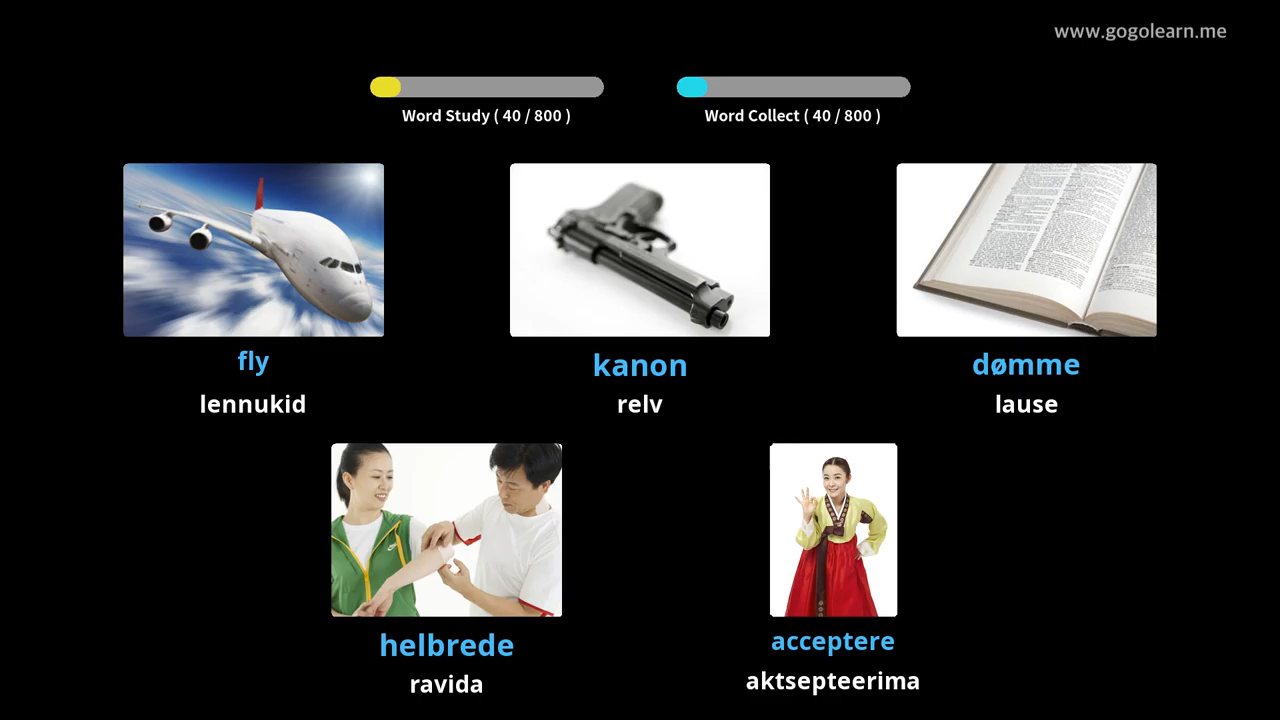 www.gogolearn.me
Word Study ( 40 / 800 )
Word Collect ( 40 / 800 )
fly
lennukid
kanon
relv
dømme
lause
helbrede
ravida
acceptere
aktsepteerima